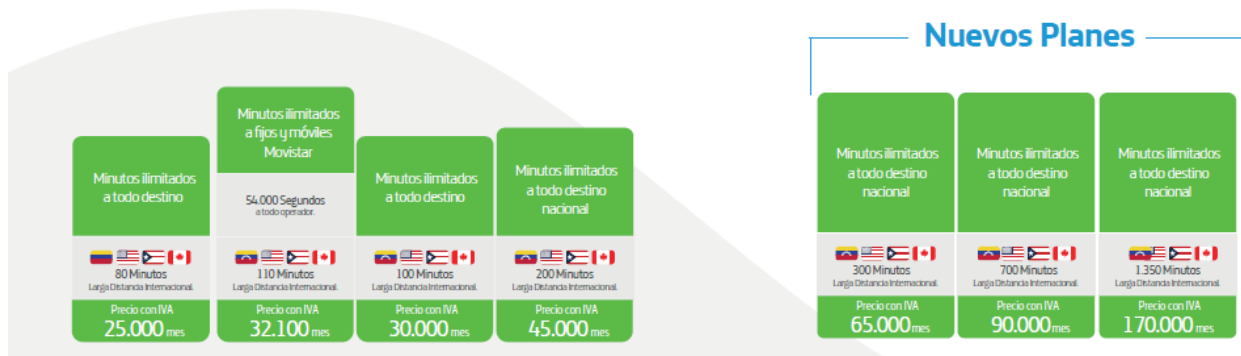 Nuevos Planes
Minutos ilimitados
a todo destino
80 Minutos
Larga Distancia Internacional.
Precio con IVA
25.000 mes
Minutos ilimitados
a fijos y móviles
Movistar
54.000 Segundos
a todo operador.
110 Minutos
Larga Distancia Internacional.
Precio con IVA
32.100 mes
Minutos ilimitados
a todo destino
100 Minutos
Larga Distancia Internacional.
Precio con IVA
30.000 mes
Minutos ilimitados
a todo destino
nacional
200 Minutos
Larga Distancia Internacional.
Precio con IVA
45.000 mes
Minutos ilimitados
a todo destino
nacional
300 Minutos
Larga Distancia Internacional.
Precio con IVA
65.000 mes
Minutos ilimitados
a todo destino
nacional
700 Minutos
Larga Distancia Internacional.
Precio con IVA
90.000 mes
Minutos ilimitados
a todo destino
nacional
1.350 Minutos
Larga Distancia Internacional.
Precio con IVA
170.000 mes